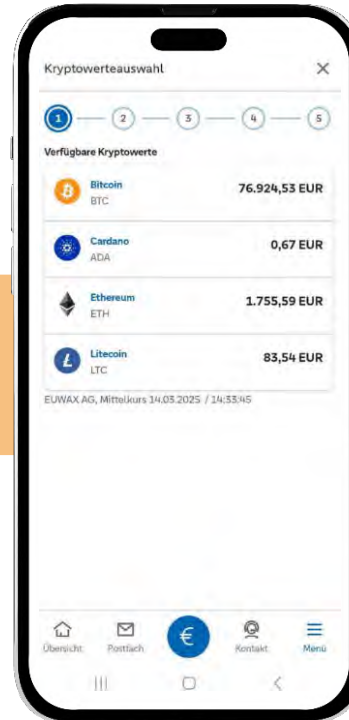 Kryptowerteauswahl
1 2 3 4 5
Verfügbare Kryptowerte
Bitcoin 76.924,53 EUR
BTC
Cardano 0,67 EUR
ADA
Ethereum 1.755,59 EUR
ETH
Litecoin 83,54 EUR
LTC
EUWAX AG, Mittelkurs 14.03.2025 / 14:33:45
Übersicht Postfach € Kontakt Menü